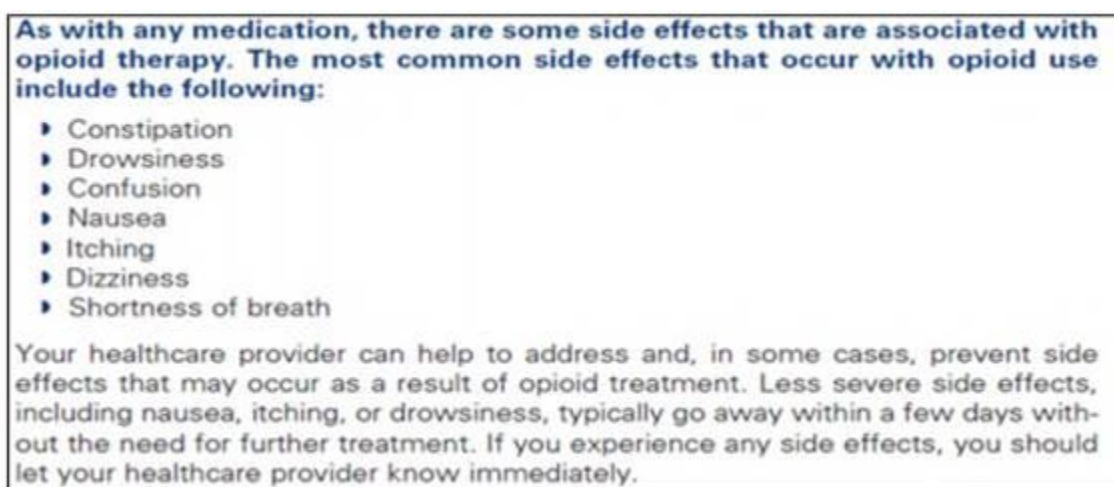 As with any medication, there are some side effects that are associated with
opioid therapy. The most common side effects that occur with opioid use
include the following:
Constipation
Drowsiness
Confusion
Nausea
Itching
Dizziness
Shortness of breath
Your healthcare provider can help to address and, in some cases, prevent side
effects that may occur as a result of opioid treatment. Less severe side effects,
including nausea, itching, or drowsiness, typically go away within a few days with-
out the need for further treatment. If you experience any side effects, you should
let your healthcare provider know immediately.